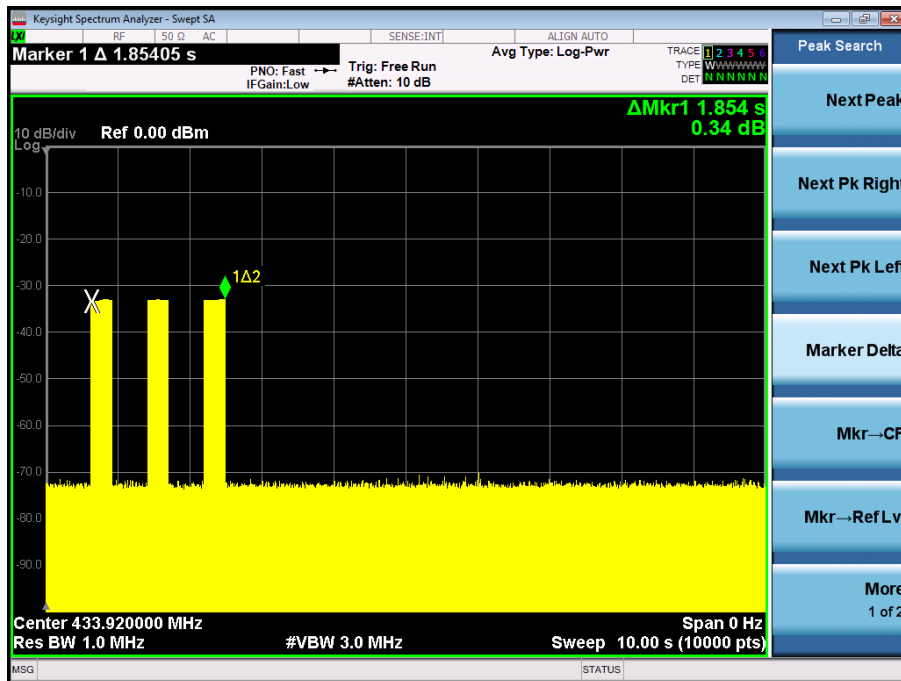 Keysight Spectrum Analyzer - Swept SA
LXI
RF 50 Ω AC SENSE:INT ALIGN AUTO
Marker 1 Δ 1.85405 s
PNO: Fast
IFGain:Low
Trig: Free Run
#Atten: 10 dB
Avg Type: Log-Pwr
TRACE 1 2 3 4 5 6
TYPE WWWWWW
DET N N N N N N
ΔMkr1 1.854 s
0.34 dB
10 dB/div Ref 0.00 dBm
Log
-10.0
-20.0
-30.0
-40.0
-50.0
-60.0
-70.0
-80.0
-90.0
X
1Δ2
Center 433.920000 MHz Span 0 Hz
Res BW 1.0 MHz #VBW 3.0 MHz Sweep 10.00 s (10000 pts)
MSG STATUS
Peak Search
Next Peak
Next Pk Right
Next Pk Left
Marker Delta
Mkr→CF
Mkr→Ref Lv
More
1 of 2